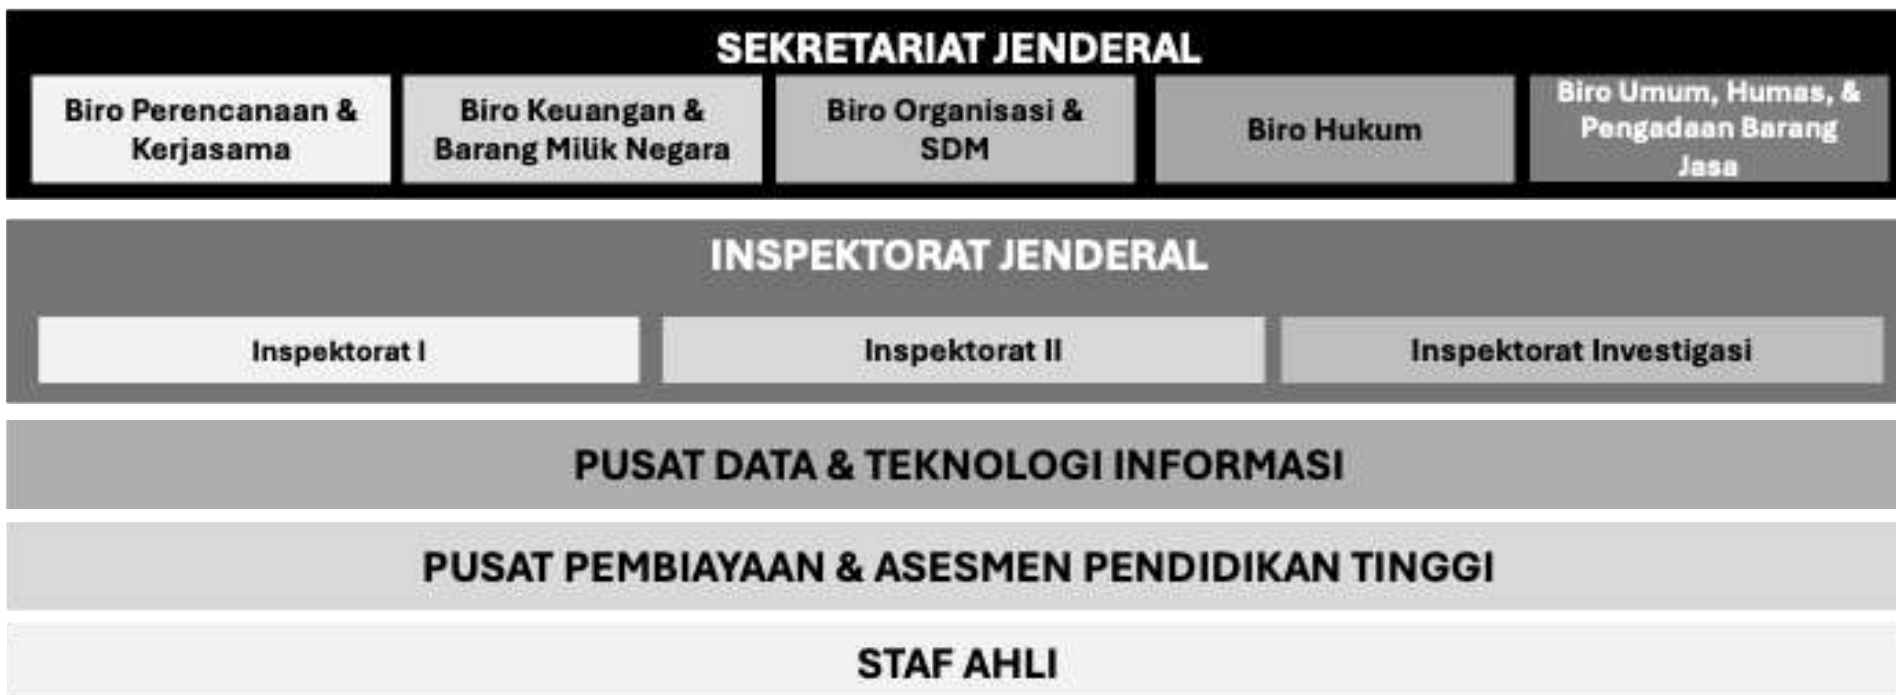 SEKRETARIAT JENDERAL
Biro Perencanaan &
Kerjasama
Biro Keuangan &
Barang Milik Negara
Biro Organisasi &
SDM
Biro Hukum
Biro Umum, Humas, &
Pengadaan Barang
Jasa
INSPEKTORAT JENDERAL
Inspektorat I
Inspektorat II
Inspektorat Investigasi
PUSAT DATA & TEKNOLOGI INFORMASI
PUSAT PEMBIAYAAN & ASESMEN PENDIDIKAN TINGGI
STAF AHLI